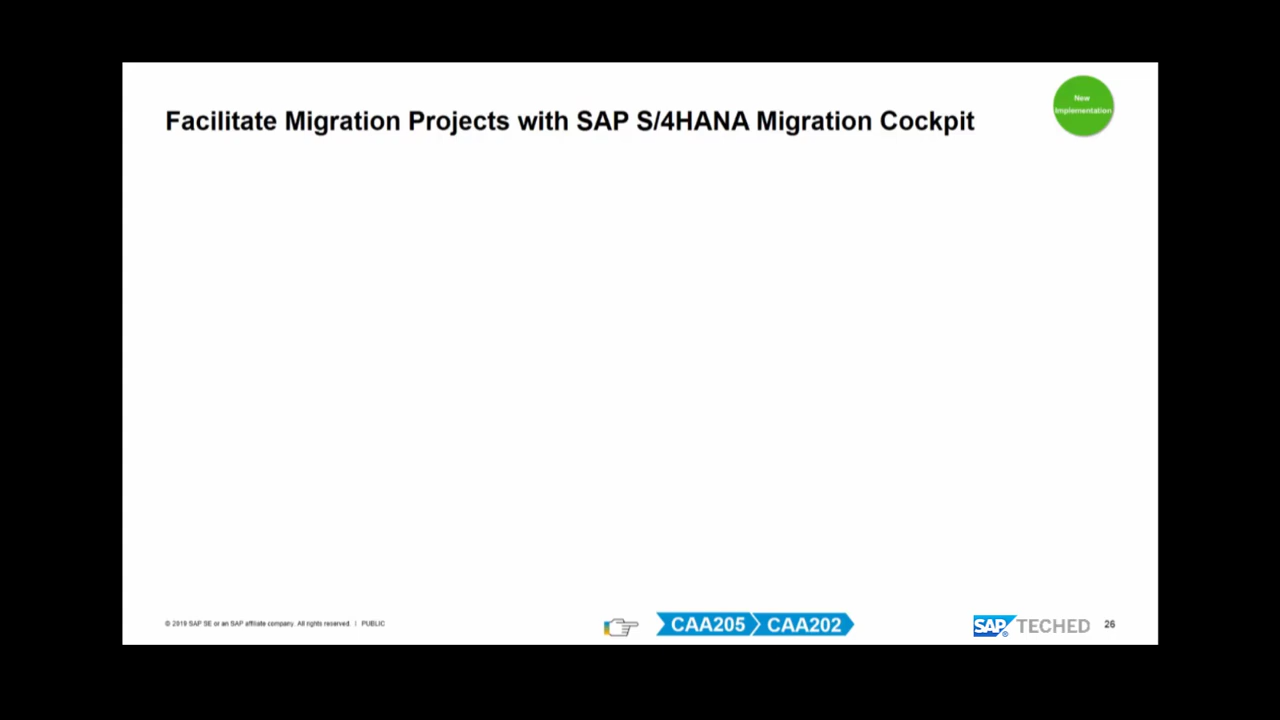 Facilitate Migration Projects with SAP S/4HANA Migration Cockpit
New
Implementation
© 2019 SAP SE or an SAP affiliate company. All rights reserved. | PUBLIC
CAA205 CAA202
SAP® TECHED 26